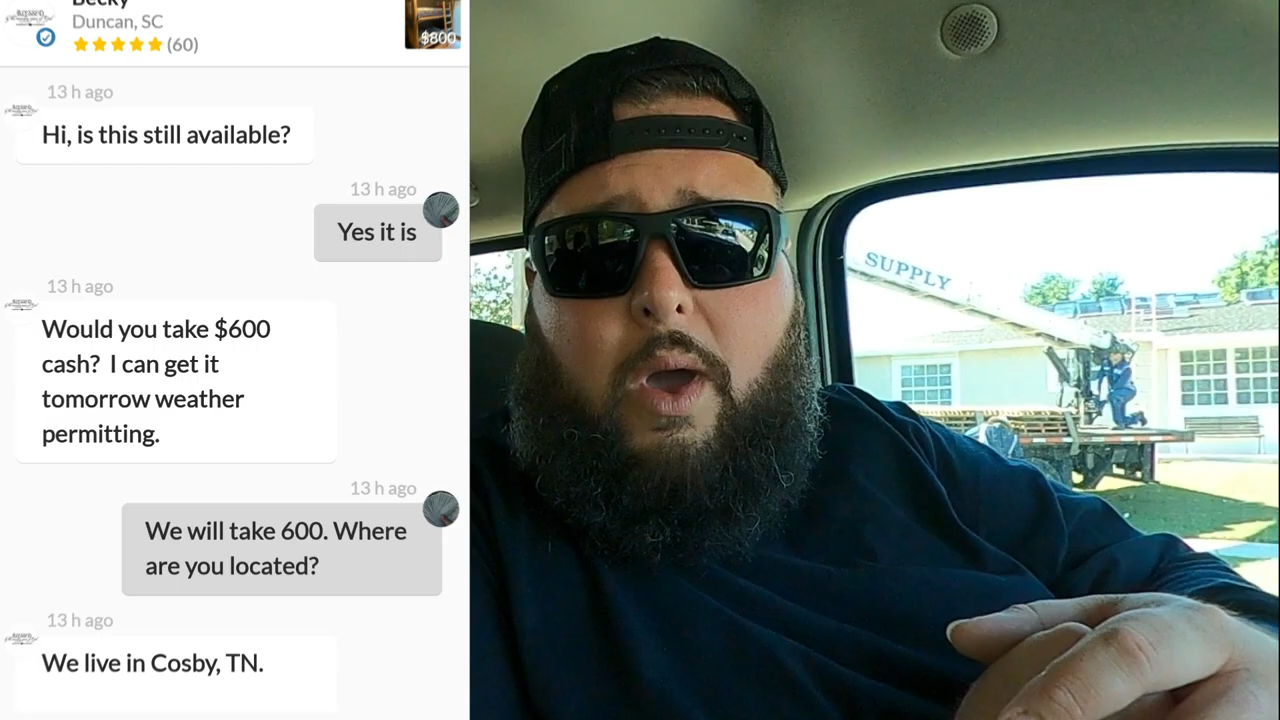 Becky
Duncan, SC
(60)
$800
13 h ago
Hi, is this still available?
13 h ago
Yes it is
13 h ago
Would you take $600
cash? I can get it
tomorrow weather
permitting.
13 h ago
We will take 600. Where
are you located?
13 h ago
We live in Cosby, TN.
SUPPLY